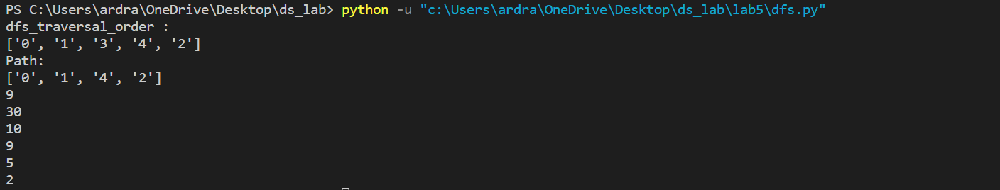 PS C:\Users\ardra\OneDrive\Desktop\ds_lab> python -u "c:\Users\ardra\OneDrive\Desktop\ds_lab\lab5\dfs.py"
dfs_traversal_order :
['0', '1', '3', '4', '2']
Path:
['0', '1', '4', '2']
9
30
10
9
5
2